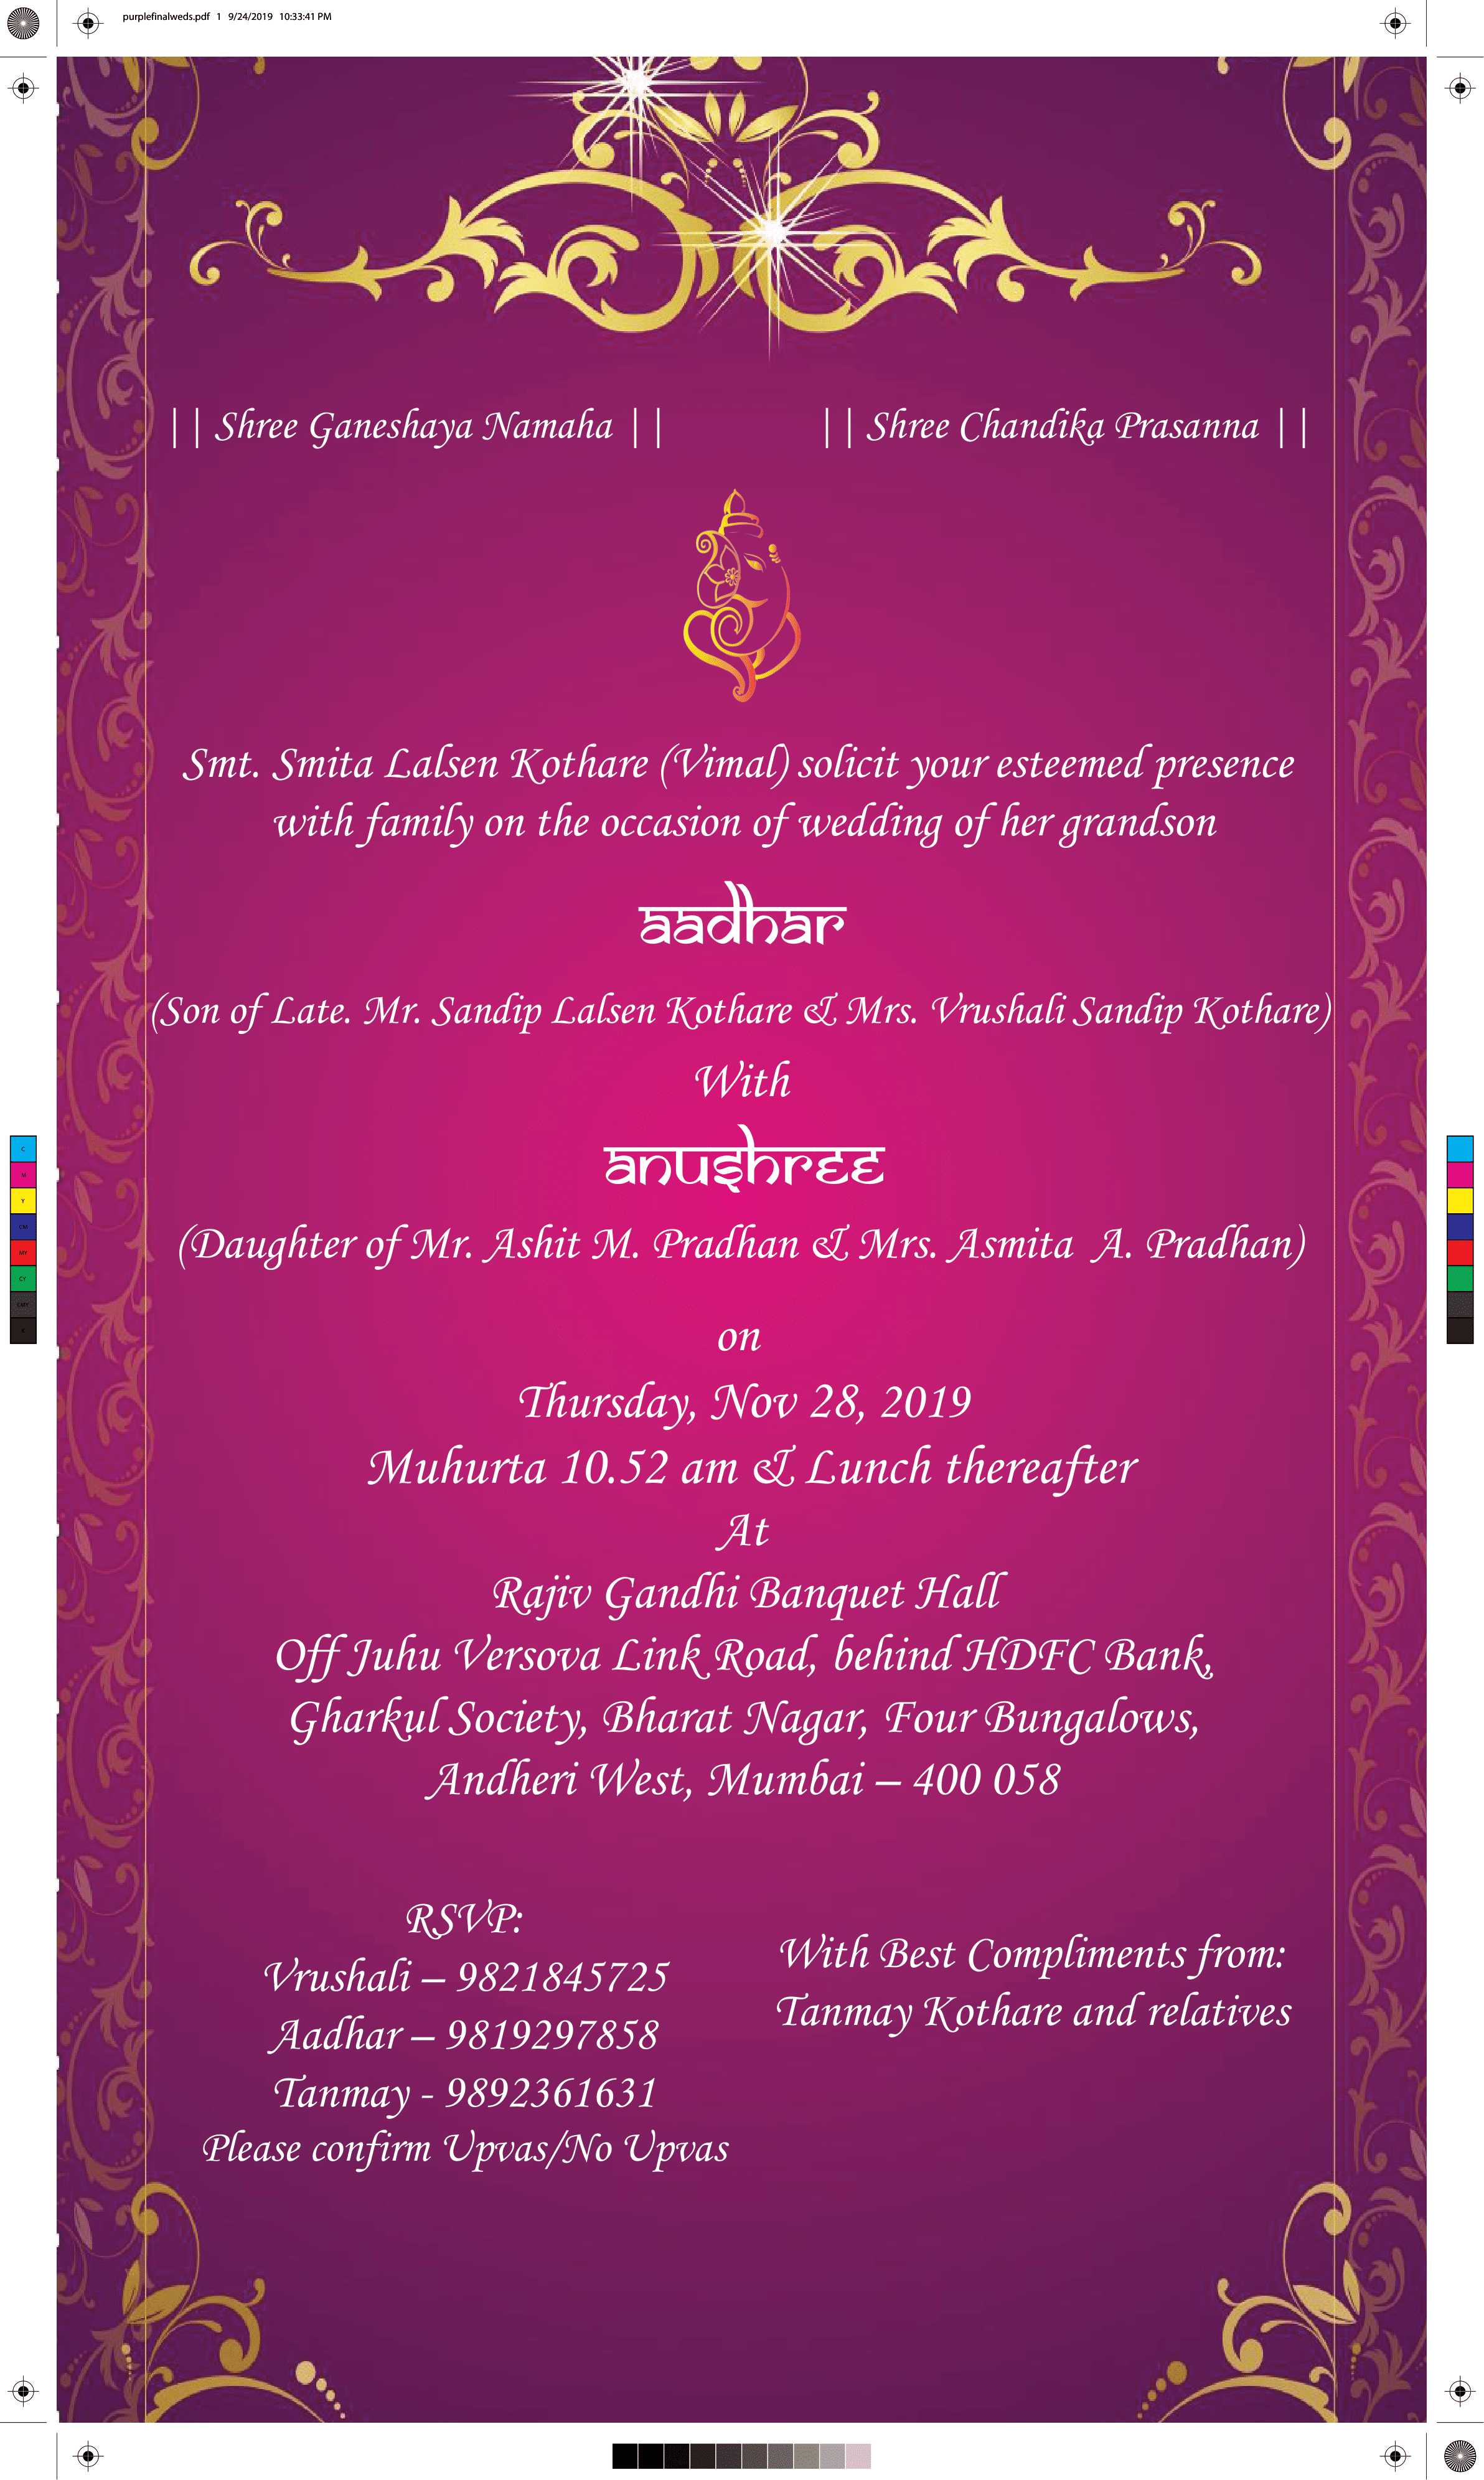 purplefinalweds.pdf 1 9/24/2019 10:33:41 PM
|| Shree Ganeshaya Namaha || || Shree Chandika Prasanna ||
Smt. Smita Lalsen Kothare (Vimal) solicit your esteemed presence
with family on the occasion of wedding of her grandson
Aadhar
(Son of Late. Mr. Sandip Lalsen Kothare & Mrs. Vrushali Sandip Kothare)
With
Anushree
(Daughter of Mr. Ashit M. Pradhan & Mrs. Asmita A. Pradhan)
on
Thursday, Nov 28, 2019
Muhurta 10.52 am & Lunch thereafter
At
Rajiv Gandhi Banquet Hall
Off Juhu Versova Link Road, behind HDFC Bank,
Gharkul Society, Bharat Nagar, Four Bungalows,
Andheri West, Mumbai – 400 058
RSVP:
Vrushali – 9821845725
Aadhar – 9819297858
Tanmay - 9892361631
Please confirm Upvas/No Upvas
With Best Compliments from:
Tanmay Kothare and relatives
C
M
Y
CM
MY
CY
CMY
K